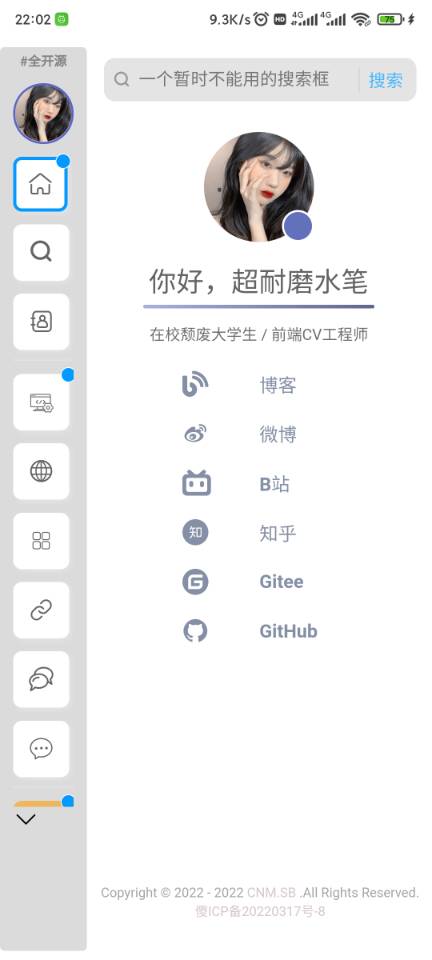 22:02
9.3K/s
HD
4G
4G
75
#全开源
一个暂时不能用的搜索框
搜索
你好，超耐磨水笔
在校颓废大学生 / 前端CV工程师
博客
微博
B站
知
知乎
Gitee
GitHub
Copyright © 2022 - 2022 CNM.SB .All Rights Reserved.
傻ICP备20220317号-8